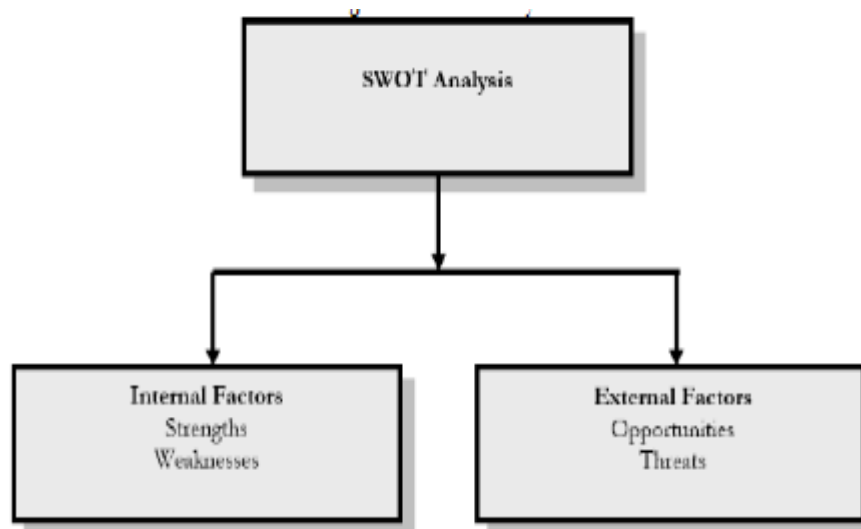 SWOT Analysis
Internal Factors
Strengths
Weaknesses
External Factors
Opportunities
Threats